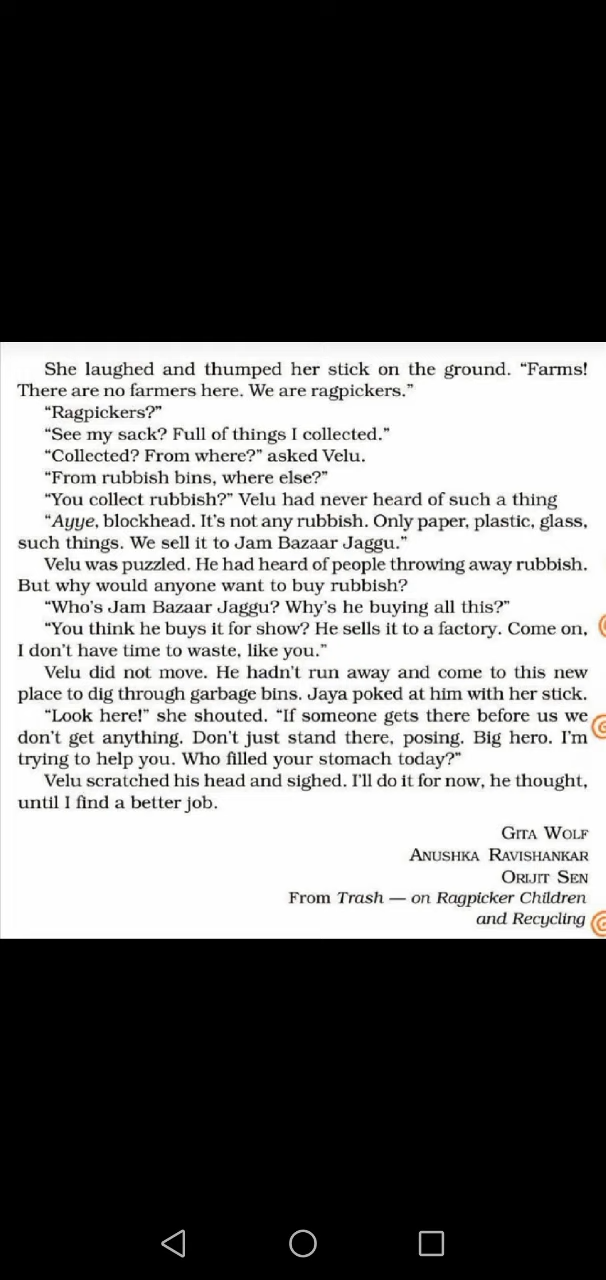 She laughed and thumped her stick on the ground. “Farms!
There are no farmers here. We are ragpickers.”
“Ragpickers?”
“See my sack? Full of things I collected.”
“Collected? From where?” asked Velu.
“From rubbish bins, where else?”
“You collect rubbish?” Velu had never heard of such a thing
“Ayye, blockhead. It’s not any rubbish. Only paper, plastic, glass,
such things. We sell it to Jam Bazaar Jaggu.”
Velu was puzzled. He had heard of people throwing away rubbish.
But why would anyone want to buy rubbish?
“Who’s Jam Bazaar Jaggu? Why’s he buying all this?”
“You think he buys it for show? He sells it to a factory. Come on,
I don’t have time to waste, like you.”
Velu did not move. He hadn’t run away and come to this new
place to dig through garbage bins. Jaya poked at him with her stick.
“Look here!” she shouted. “If someone gets there before us we
don’t get anything. Don’t just stand there, posing. Big hero. I’m
trying to help you. Who filled your stomach today?”
Velu scratched his head and sighed. I’ll do it for now, he thought,
until I find a better job.
GITA WOLF
ANUSHKA RAVISHANKAR
ORIJIT SEN
From Trash — on Ragpicker Children
and Recycling